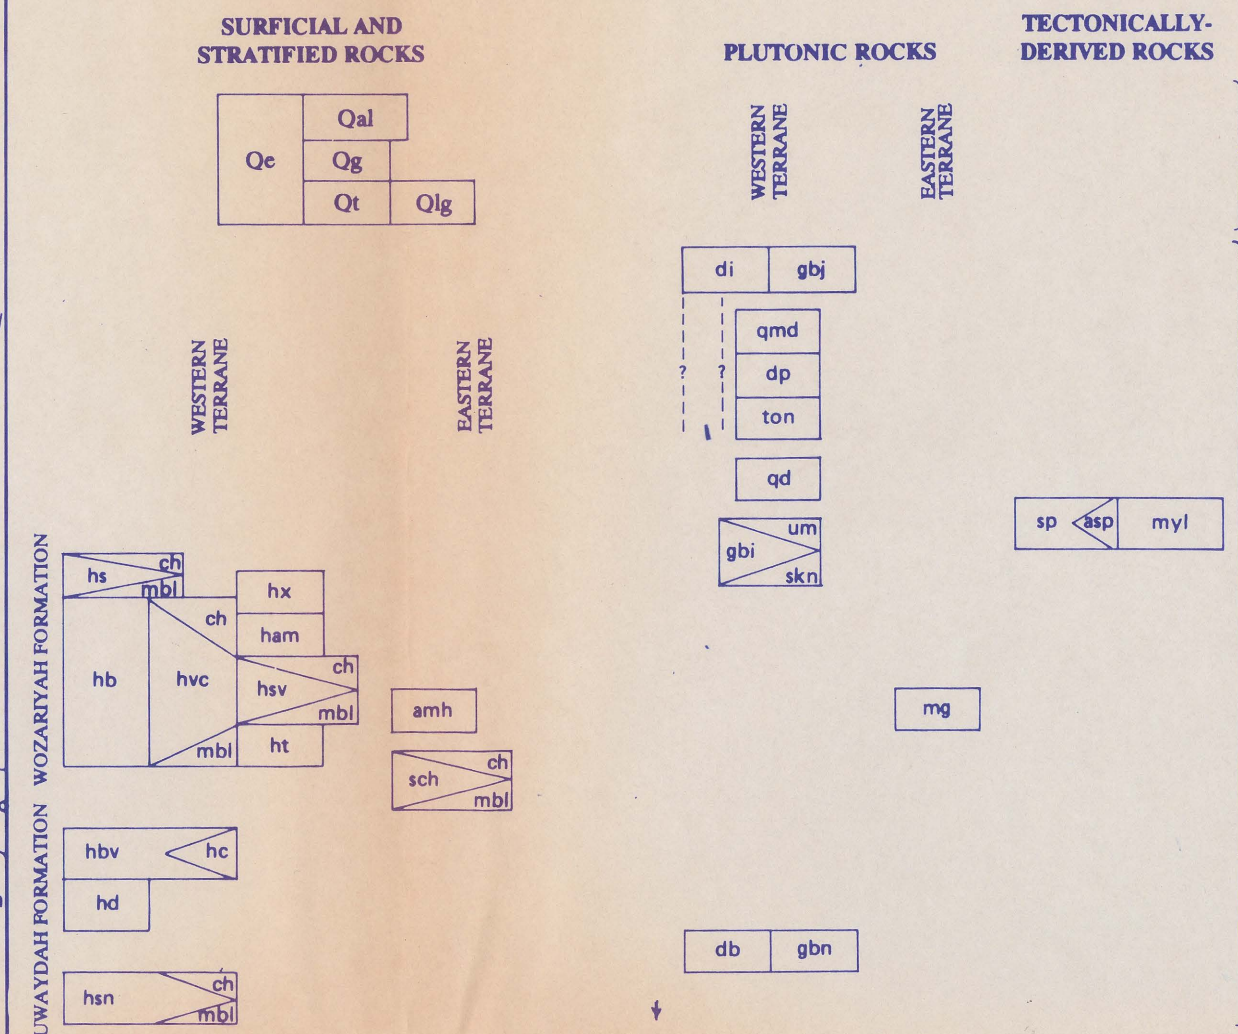 SURFICIAL AND
STRATIFIED ROCKS
PLUTONIC ROCKS
TECTONICALLY-
DERIVED ROCKS
Qe
Qal
Qg
Qt
Qlg
WESTERN
TERRANE
EASTERN
TERRANE
di
gbj
qmd
?
?
dp
ton
qd
um
gbi
skn
sp
asp
myl
WESTERN
TERRANE
EASTERN
TERRANE
WOZARIYAH FORMATION
hs
ch
mbl
hx
ch
ham
hb
hvc
ch
hsv
mbl
mbl
ht
amh
sch
ch
mbl
mg
UWAYDAH FORMATION
hbv
hc
hd
hsn
ch
mbl
db
gbn